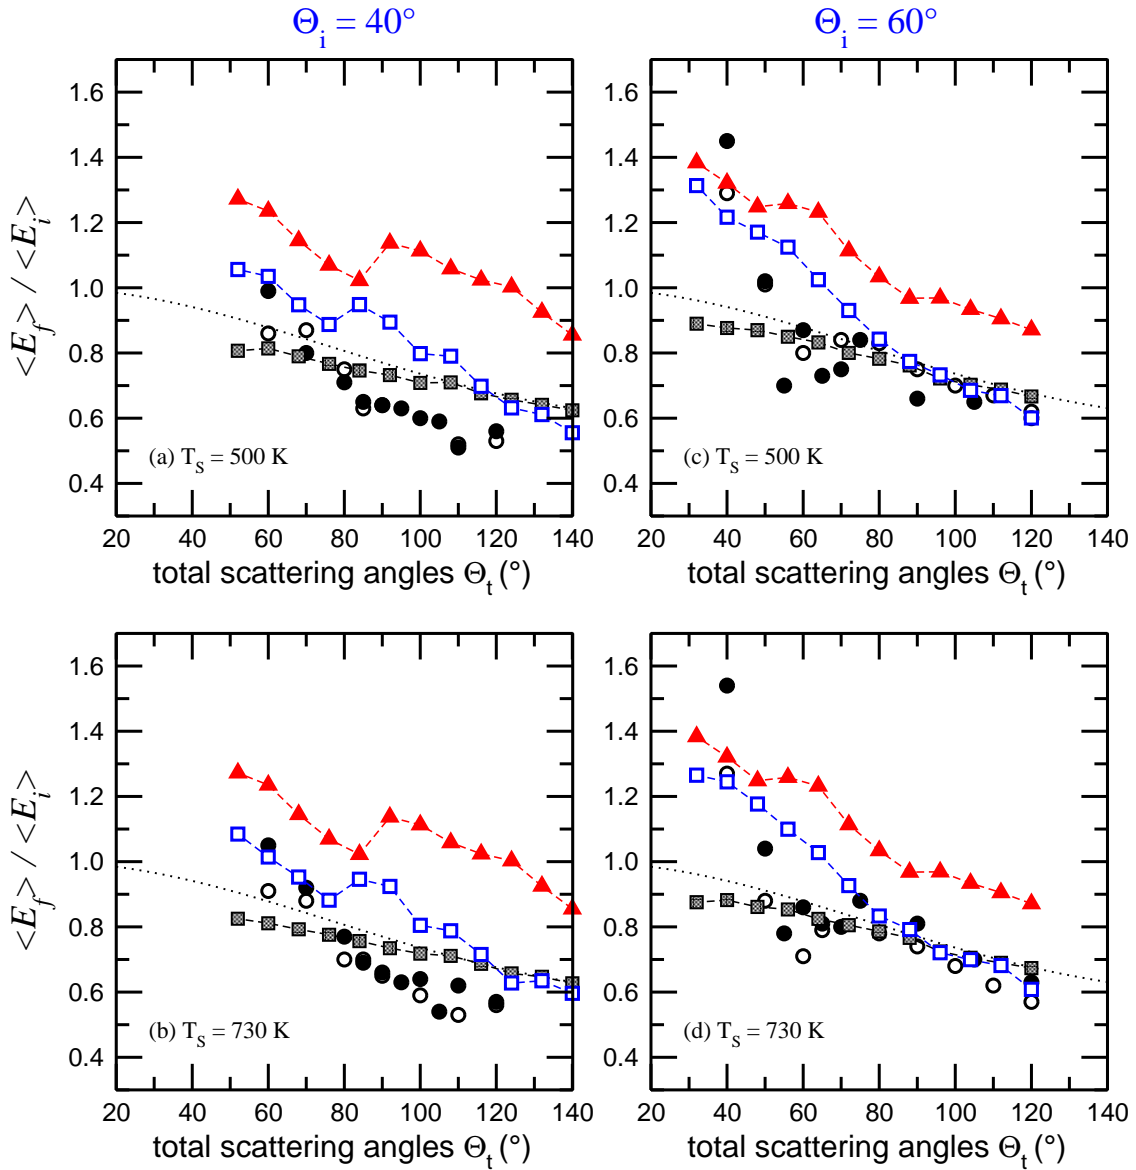 Θi = 40°
Θi = 60°
1.6
1.4
1.2
1.0
0.8
0.6
0.4
<Ef> / <Ei>
(a) TS = 500 K
20 40 60 80 100 120 140
total scattering angles Θt (°)
1.6
1.4
1.2
1.0
0.8
0.6
0.4
(c) TS = 500 K
20 40 60 80 100 120 140
total scattering angles Θt (°)
1.6
1.4
1.2
1.0
0.8
0.6
0.4
<Ef> / <Ei>
(b) TS = 730 K
20 40 60 80 100 120 140
total scattering angles Θt (°)
1.6
1.4
1.2
1.0
0.8
0.6
0.4
(d) TS = 730 K
20 40 60 80 100 120 140
total scattering angles Θt (°)